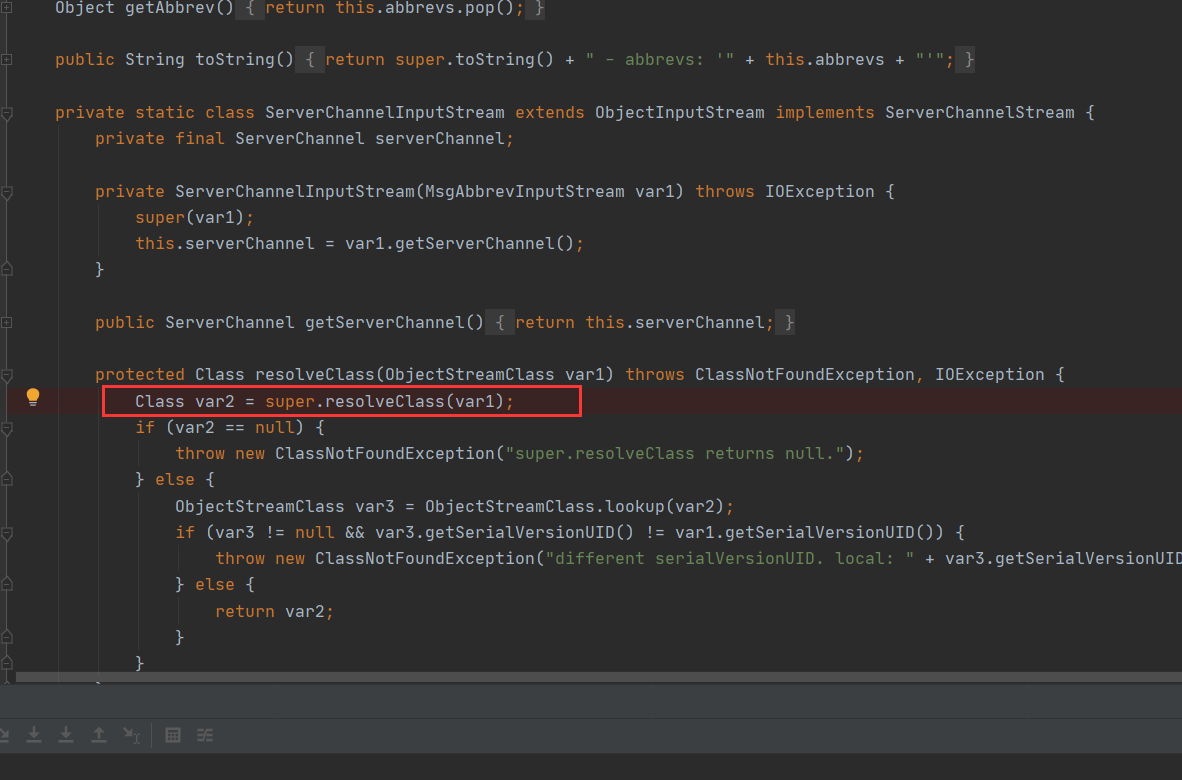 Object getAbbrev() { return this.abbrevs.pop(); }
public String toString() { return super.toString() + " - abbrevs: '" + this.abbrevs + "'"; }
private static class ServerChannelInputStream extends ObjectInputStream implements ServerChannelStream {
private final ServerChannel serverChannel;
private ServerChannelInputStream(MsgAbbrevInputStream var1) throws IOException {
super(var1);
this.serverChannel = var1.getServerChannel();
}
public ServerChannel getServerChannel() { return this.serverChannel; }
protected Class resolveClass(ObjectStreamClass var1) throws ClassNotFoundException, IOException {
Class var2 = super.resolveClass(var1);
if (var2 == null) {
throw new ClassNotFoundException("super.resolveClass returns null.");
} else {
ObjectStreamClass var3 = ObjectStreamClass.lookup(var2);
if (var3 != null && var3.getSerialVersionUID() != var1.getSerialVersionUID()) {
throw new ClassNotFoundException("different serialVersionUID. local: " + var3.getSerialVersionUID
} else {
return var2;
}
}